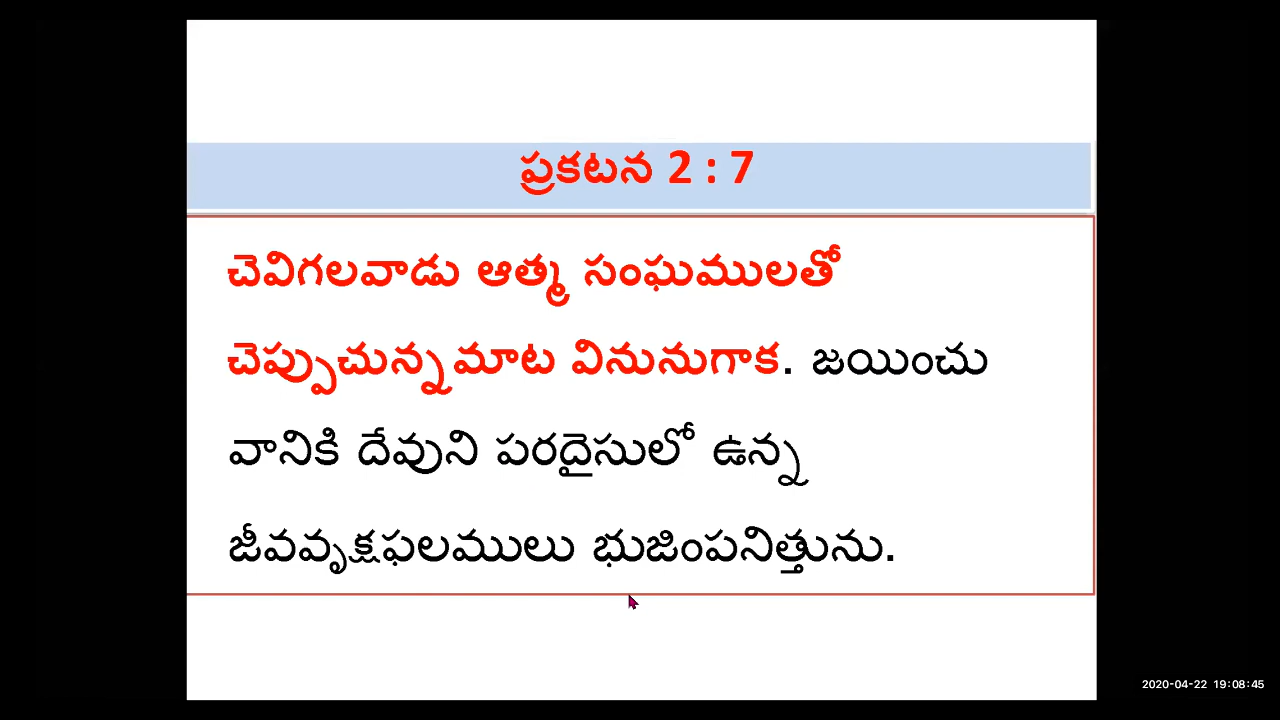 ప్రకటన 2 : 7
చెవిగలవాడు ఆత్మ సంఘములతో
చెప్పుచున్నమాట వినునుగాక. జయించు
వానికి దేవుని పరదైసులో ఉన్న
జీవవృక్షఫలములు భుజింపనిత్తును.
2020-04-22 19:08:45